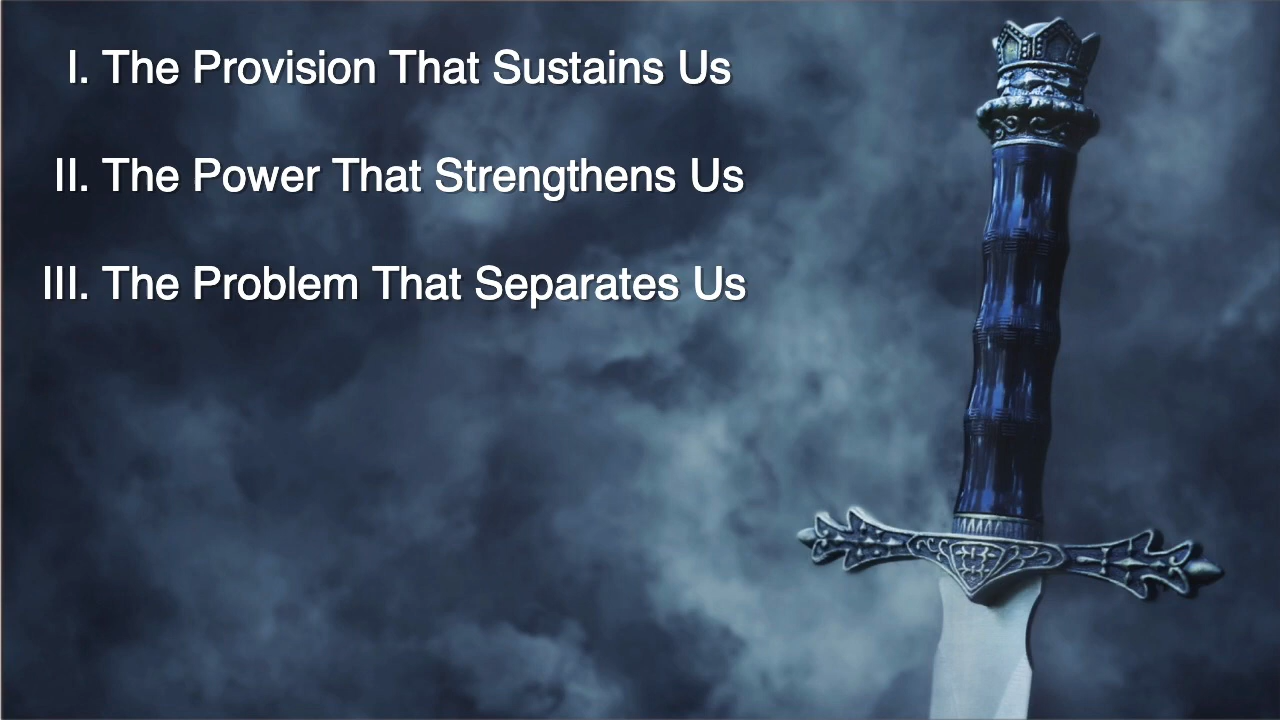 I. The Provision That Sustains Us
II. The Power That Strengthens Us
III. The Problem That Separates Us